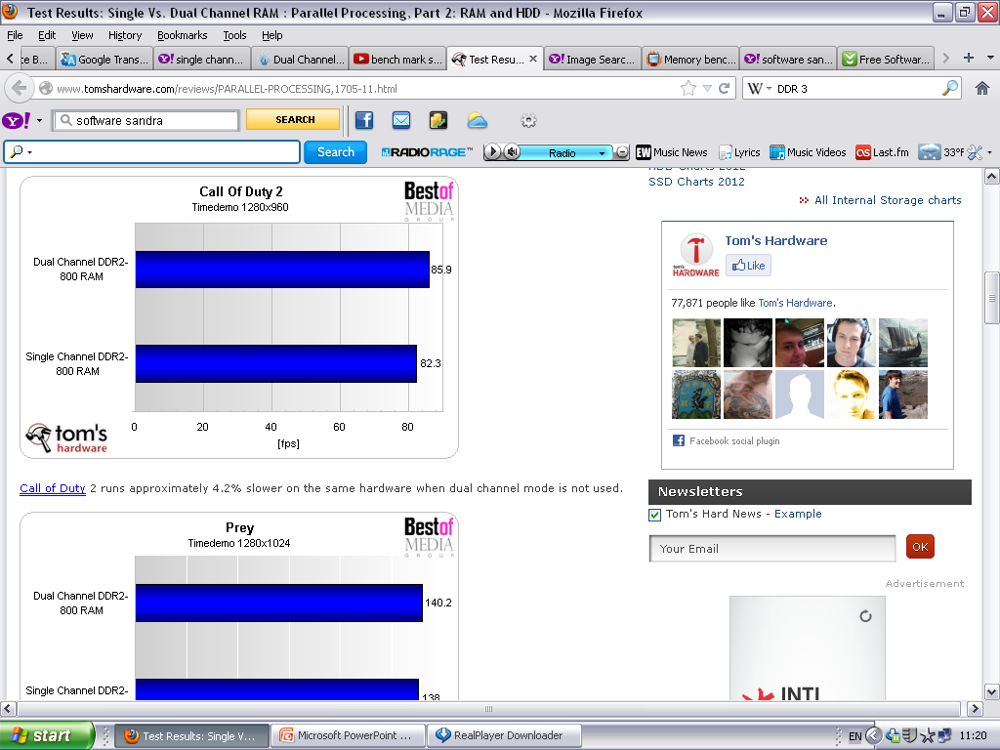 Test Results: Single Vs. Dual Channel RAM : Parallel Processing, Part 2: RAM and HDD - Mozilla Firefox
File Edit View History Bookmarks Tools Help
ce B... Google Trans... single chann... Dual Channel... bench mark s... Test Resu... Image Searc... Memory benc... software san... Free Softwar...
www.tomshardware.com/reviews/PARALLEL-PROCESSING,1705-11.html W DDR 3
Y! software sandra SEARCH
Search RADIORAGE™ Radio EW Music News Lyrics Music Videos Last.fm 33°F
HDD Charts 2012
SSD Charts 2012
All Internal Storage charts
Call Of Duty 2
Timedemo 1280x960
Best of
MEDIA
GROUP
Dual Channel DDR2-
800 RAM
85.9
Single Channel DDR2-
800 RAM
82.3
0 20 40 60 80
[fps]
tom's
hardware
Call of Duty 2 runs approximately 4.2% slower on the same hardware when dual channel mode is not used.
Prey
Timedemo 1280x1024
Best of
MEDIA
GROUP
Dual Channel DDR2-
800 RAM
140.2
Single Channel DDR2-
138
tom's
HARDWARE
Tom's Hardware
Like
77,871 people like Tom's Hardware.
Facebook social plugin
Newsletters
Tom's Hard News - Example
Your Email OK
Advertisement
INTL
start Test Results: Single V... Microsoft PowerPoint ... RealPlayer Downloader EN 11:20